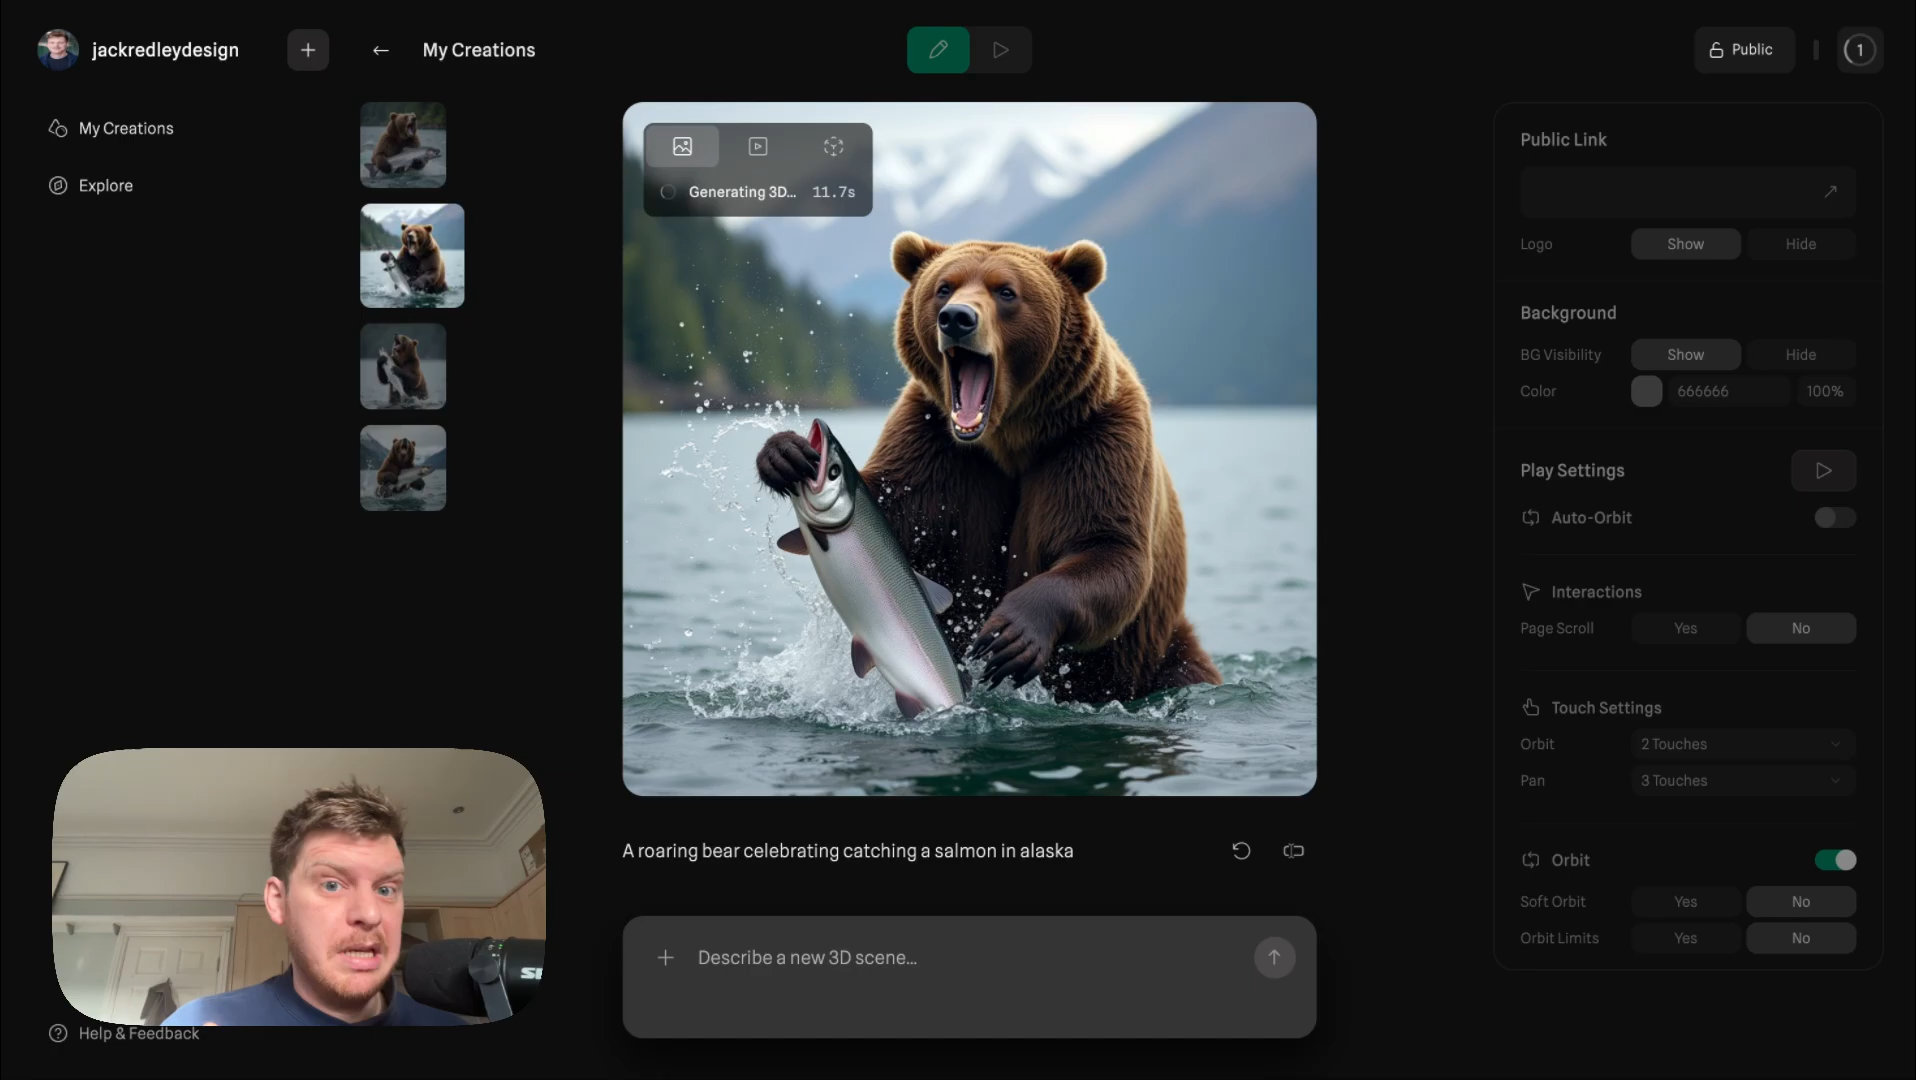 jackredleydesign
My Creations
Public
1
My Creations
Explore
Generating 3D... 11.7s
A roaring bear celebrating catching a salmon in alaska
Describe a new 3D scene...
Public Link
Logo Show Hide
Background
BG Visibility Show Hide
Color 666666 100%
Play Settings
Auto-Orbit
Interactions
Page Scroll Yes No
Touch Settings
Orbit 2 Touches
Pan 3 Touches
Orbit
Soft Orbit Yes No
Orbit Limits Yes No
Help & Feedback